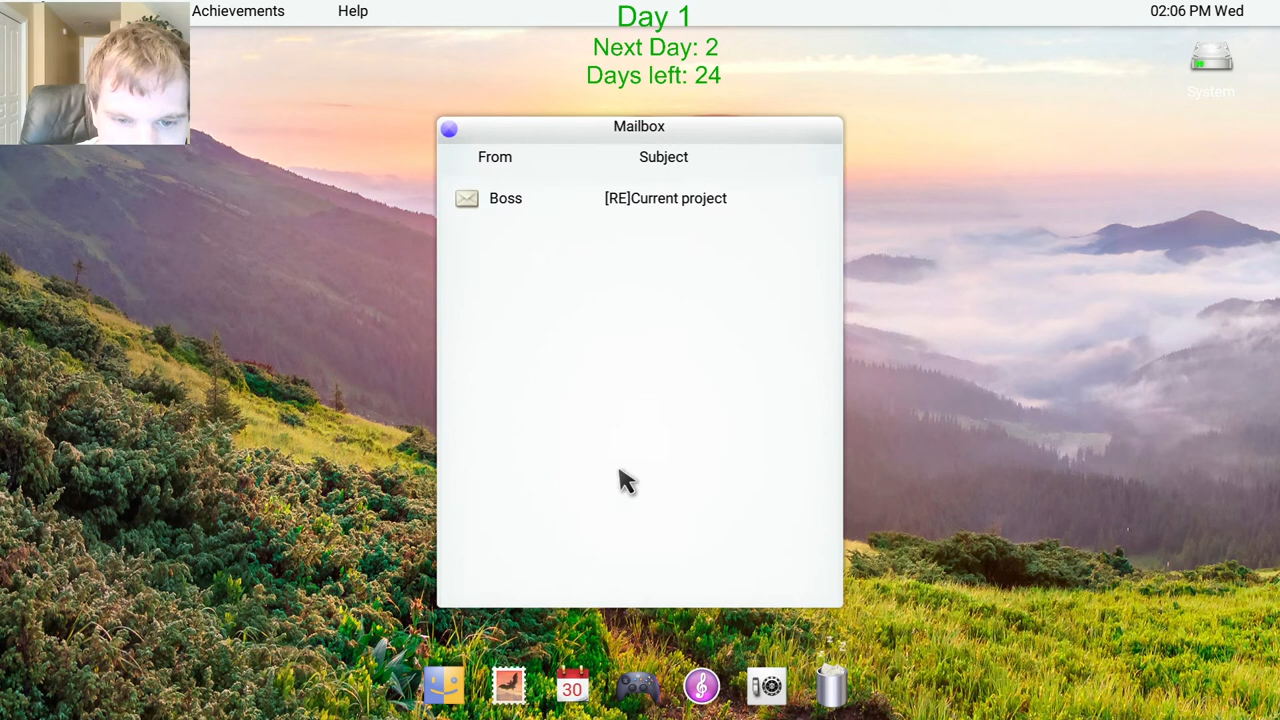 Achievements Help 02:06 PM Wed
Day 1
Next Day: 2
Days left: 24
System
Mailbox
From Subject
Boss [RE]Current project
30